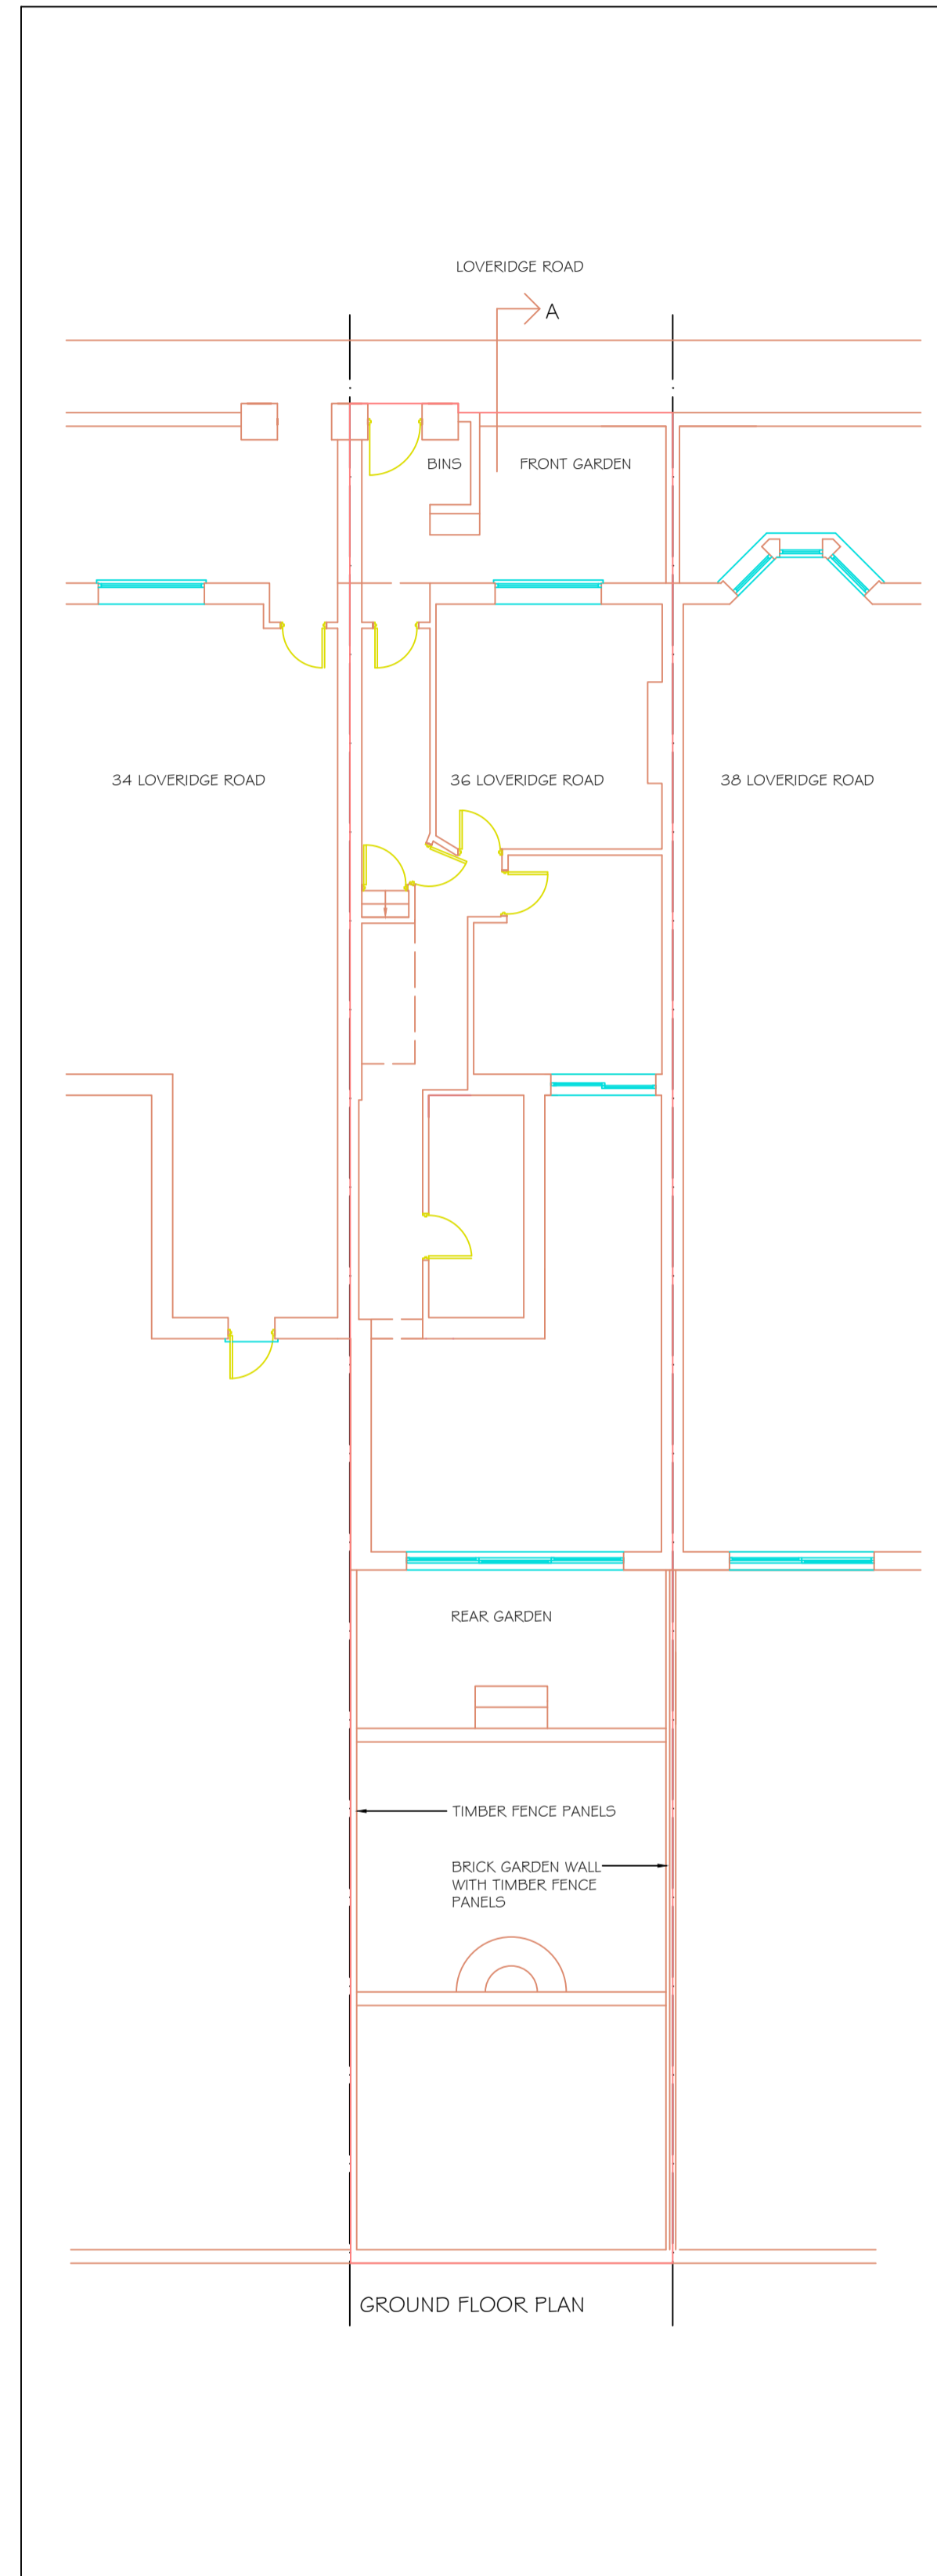 LOVERIDGE ROAD
A
BINS
FRONT GARDEN
34 LOVERIDGE ROAD
36 LOVERIDGE ROAD
38 LOVERIDGE ROAD
REAR GARDEN
TIMBER FENCE PANELS
BRICK GARDEN WALL
WITH TIMBER FENCE
PANELS
GROUND FLOOR PLAN